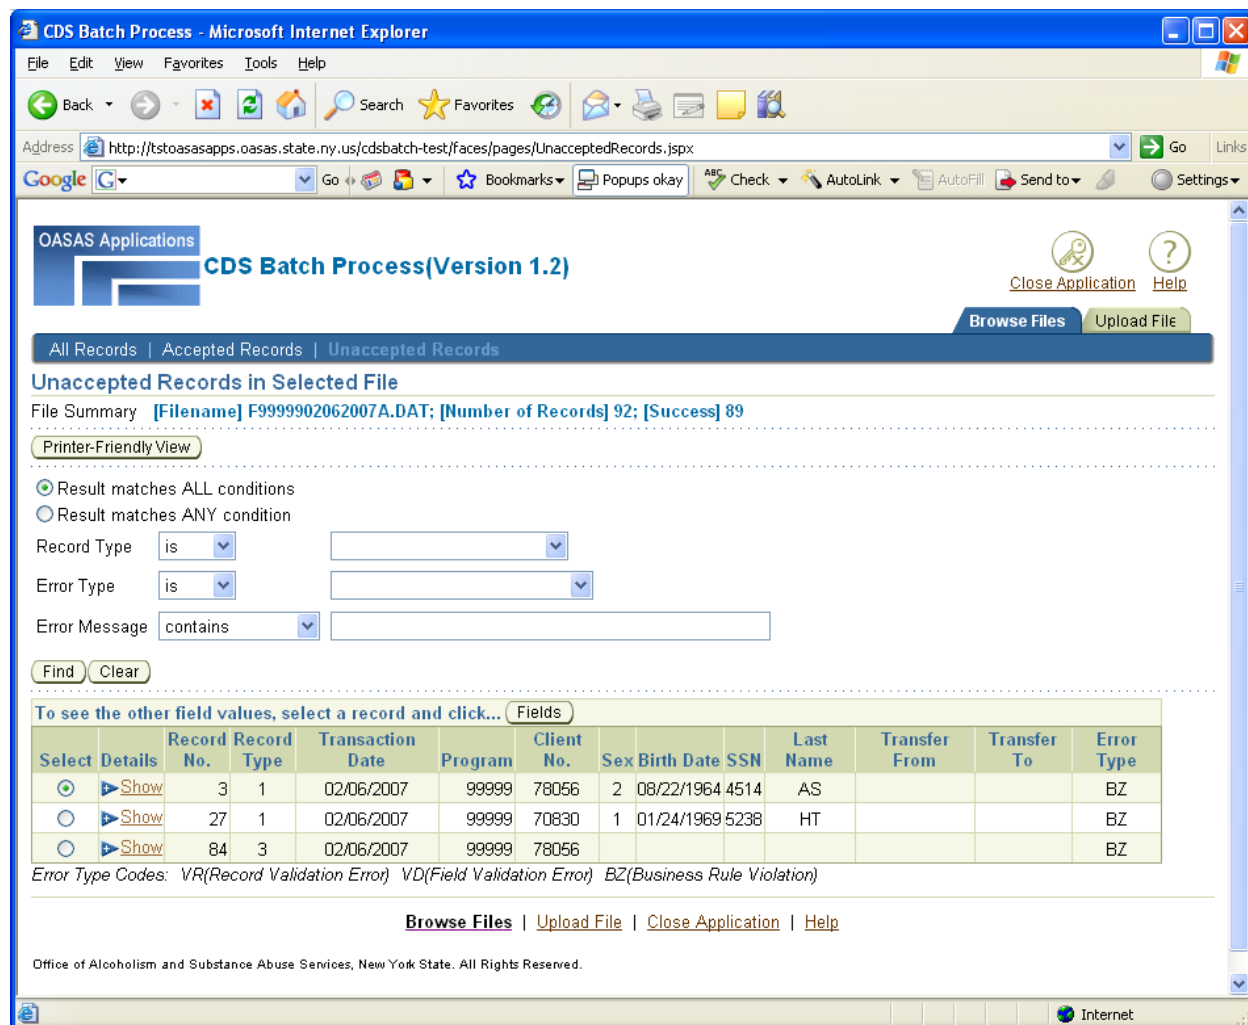 CDS Batch Process - Microsoft Internet Explorer
File Edit View Favorites Tools Help
Back Search Favorites
Address http://tstoasasapps.oasas.state.ny.us/cdsbatch-test/faces/pages/UnacceptedRecords.jspx Go Links
Google G Go Bookmarks Popups okay ABC Check AutoLink AutoFill Send to Settings
OASAS Applications
CDS Batch Process(Version 1.2)
Close Application Help
Browse Files Upload File
All Records | Accepted Records | Unaccepted Records
Unaccepted Records in Selected File
File Summary [Filename] F9999902062007A.DAT; [Number of Records] 92; [Success] 89
Printer-Friendly View
Result matches ALL conditions
Result matches ANY condition
Record Type is
Error Type is
Error Message contains
Find Clear
To see the other field values, select a record and click... Fields
Select Details Record No. Record Type Transaction Date Program Client No. Sex Birth Date SSN Last Name Transfer From Transfer To Error Type
Show 3 1 02/06/2007 99999 78056 2 08/22/1964 4514 AS BZ
Show 27 1 02/06/2007 99999 70830 1 01/24/1969 5238 HT BZ
Show 84 3 02/06/2007 99999 78056 BZ
Error Type Codes: VR(Record Validation Error) VD(Field Validation Error) BZ(Business Rule Violation)
Browse Files | Upload File | Close Application | Help
Office of Alcoholism and Substance Abuse Services, New York State. All Rights Reserved.
Internet